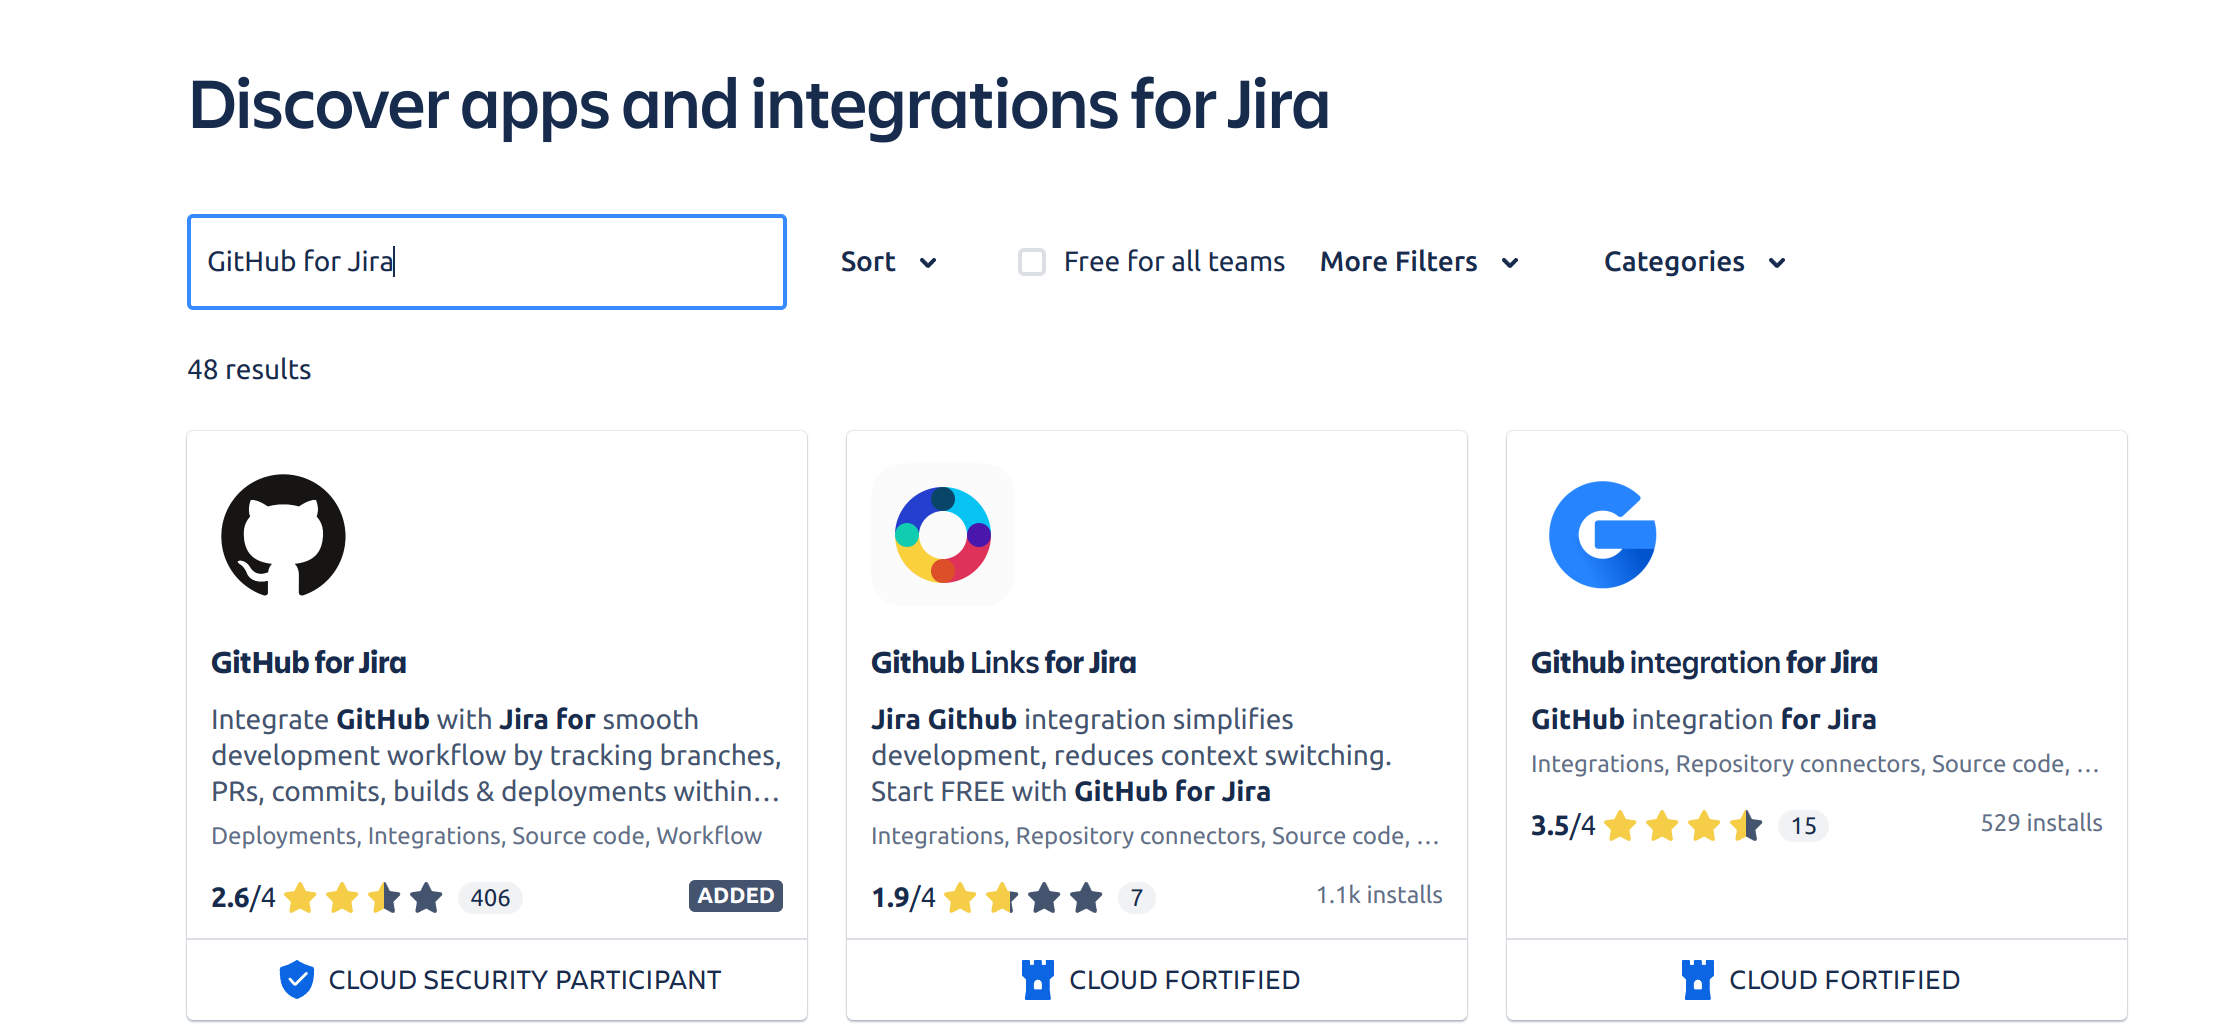 Discover apps and integrations for Jira
GitHub for Jira
Sort
Free for all teams
More Filters
Categories
48 results
GitHub for Jira
Integrate GitHub with Jira for smooth
development workflow by tracking branches,
PRs, commits, builds & deployments within...
Deployments, Integrations, Source code, Workflow
2.6/4
406
ADDED
CLOUD SECURITY PARTICIPANT
Github Links for Jira
Jira Github integration simplifies
development, reduces context switching.
Start FREE with GitHub for Jira
Integrations, Repository connectors, Source code, ...
1.9/4
7
1.1k installs
CLOUD FORTIFIED
Github integration for Jira
GitHub integration for Jira
Integrations, Repository connectors, Source code, ...
3.5/4
15
529 installs
CLOUD FORTIFIED